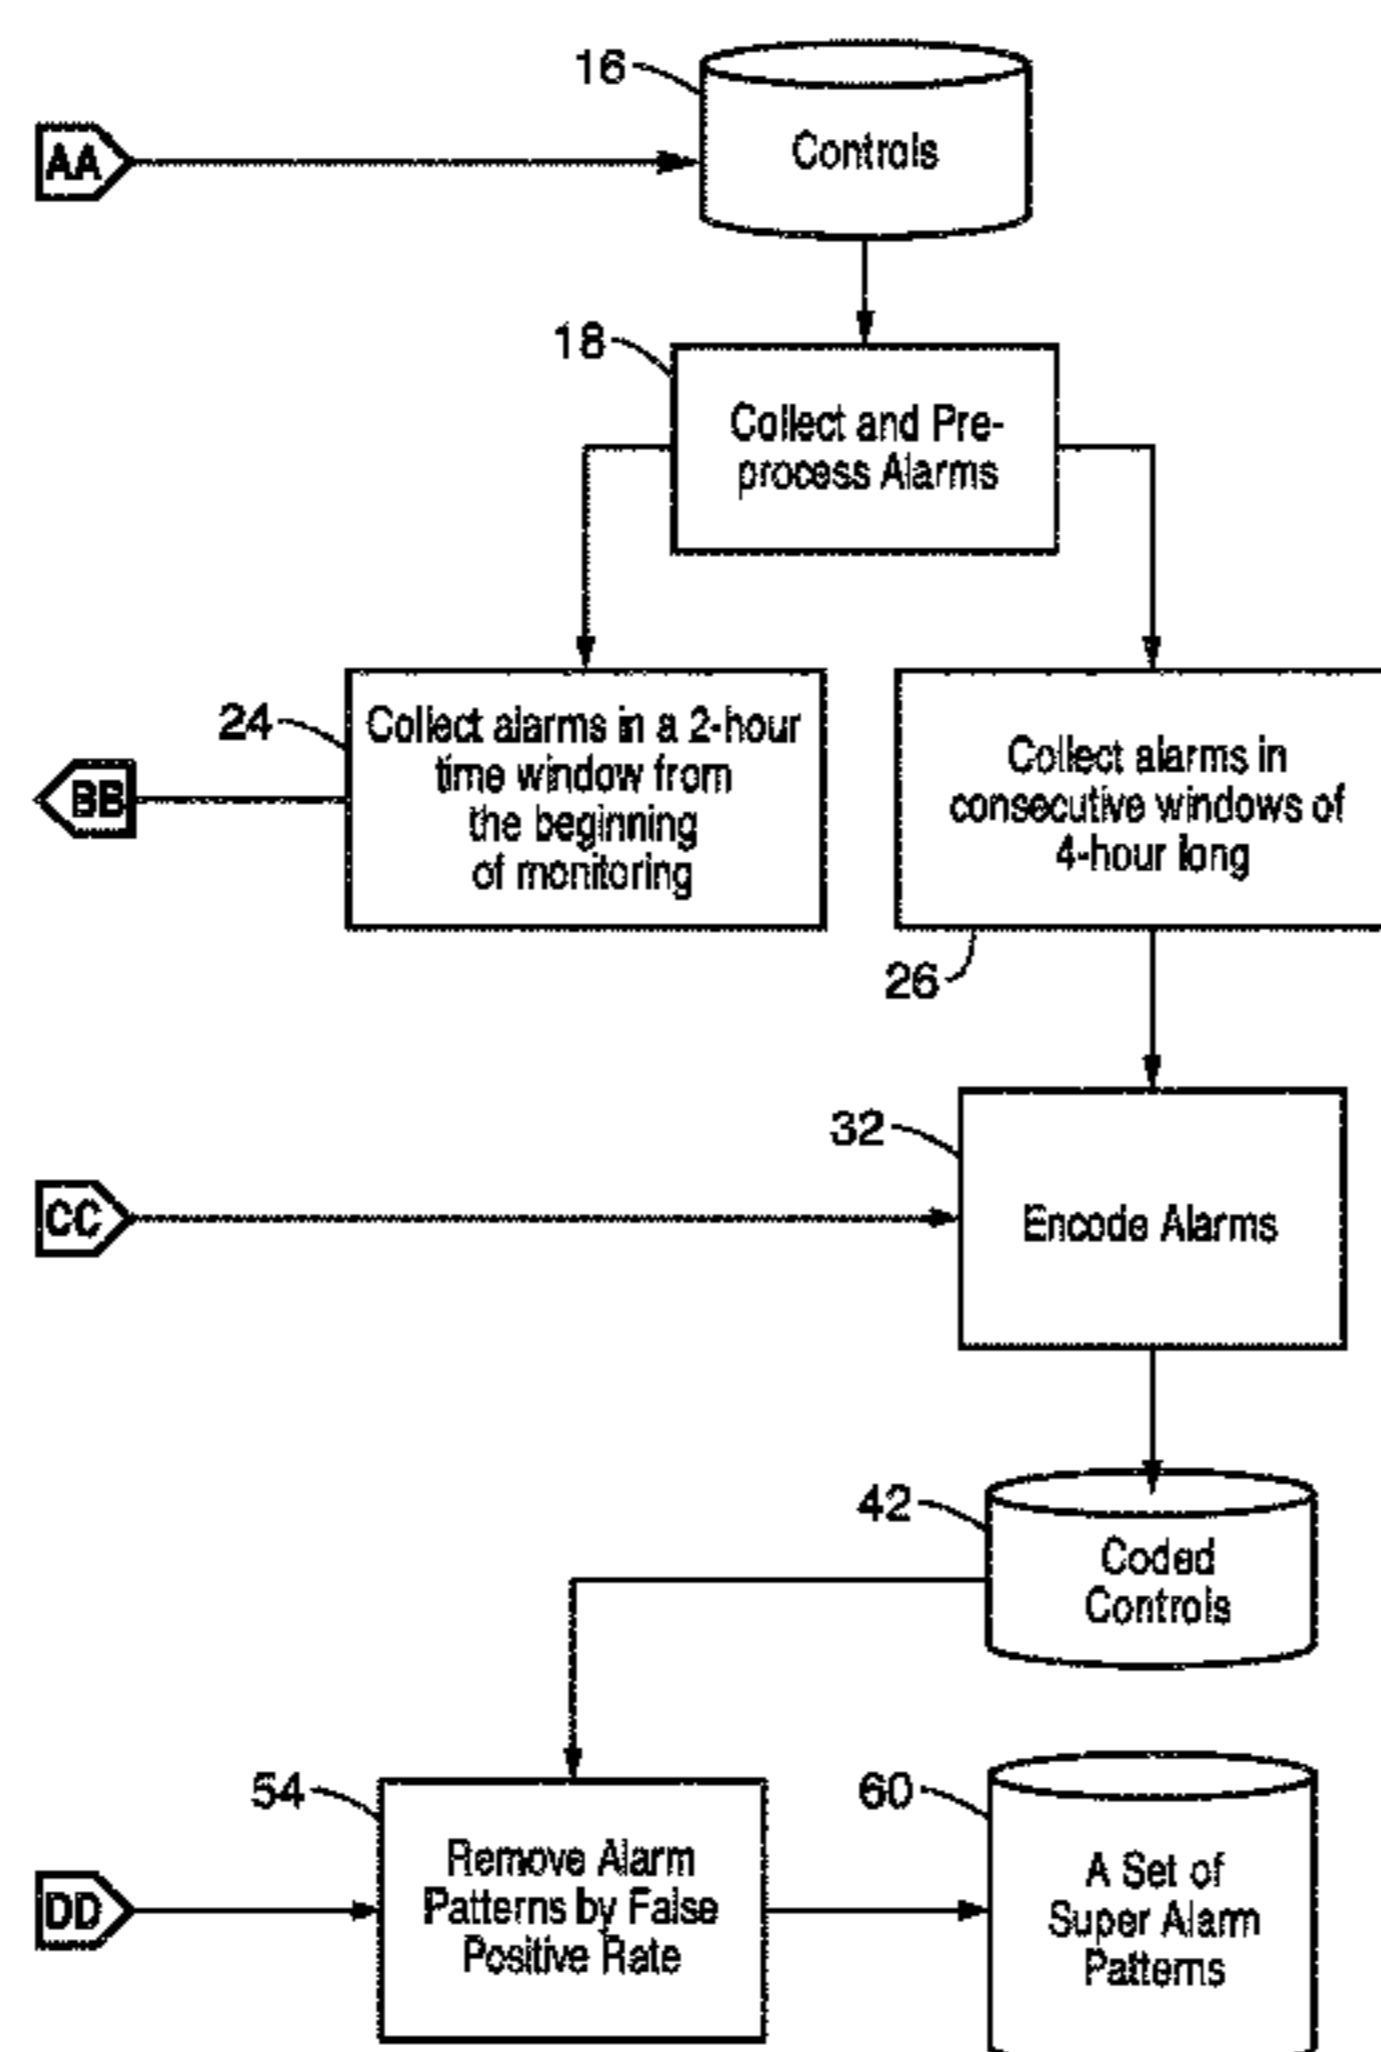 16
AA
Controls
18
Collect and Pre-
process Alarms
24
Collect alarms in a 2-hour
time window from
the beginning
of monitoring
BB
Collect alarms in
consecutive windows of
4-hour long
26
32
CC
Encode Alarms
42
Coded
Controls
54
60
DD
Remove Alarm
Patterns by False
Positive Rate
A Set of
Super Alarm
Patterns